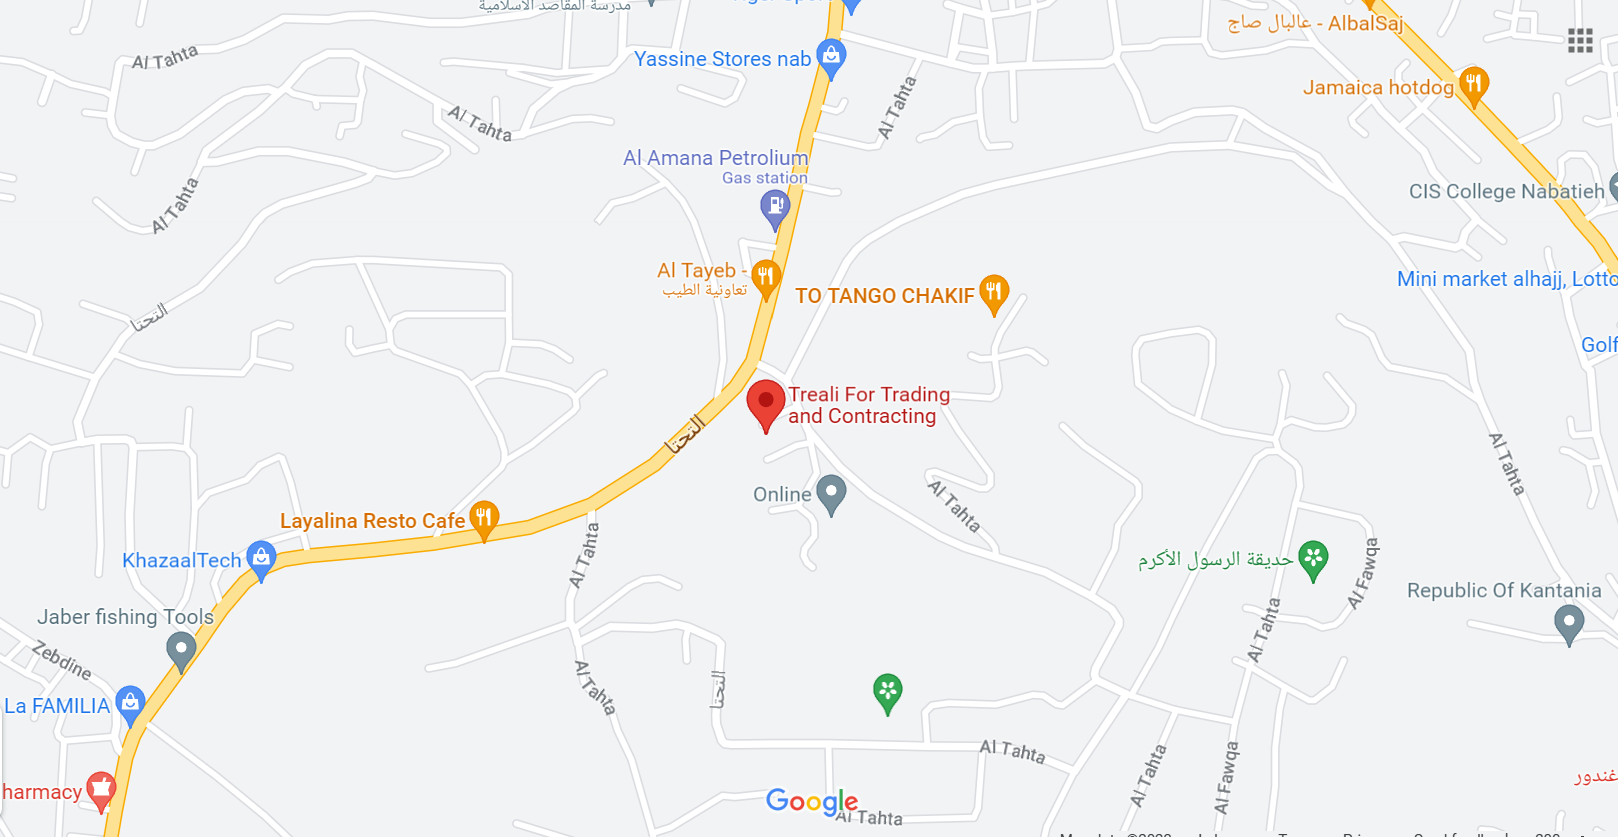 مدرسة المقاصد الاسلامية
عالبال صاج - AlbalSaj
Yassine Stores nab
Al Tahta
Jamaica hotdog
Al Tahta
Al Tahta
Al Amana Petrolium
Gas station
CIS College Nabatieh
Al Tahta
Al Tayeb -
تعاونية الطيب
TO TANGO CHAKIF
Mini market alhajj, Lotto
التحتا
Golf
Treali For Trading
and Contracting
التحتا
Al Tahta
Online
Al Tahta
Layalina Resto Cafe
KhazaalTech
Al Tahta
حديقة الرسول الأكرم
Al Fawqa
Republic Of Kantania
Jaber fishing Tools
Al Tahta
Zebdine
Al Tahta
التحتا
La FAMILIA
Al Tahta
Al Tahta
Al Fawqa
غندور
harmacy
Google
Al Tahta